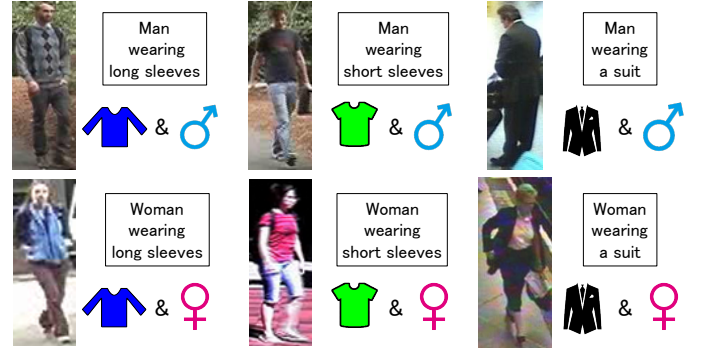 Man
wearing
long sleeves
&
Man
wearing
short sleeves
&
Man
wearing
a suit
&
Woman
wearing
long sleeves
&
Woman
wearing
short sleeves
&
Woman
wearing
a suit
&